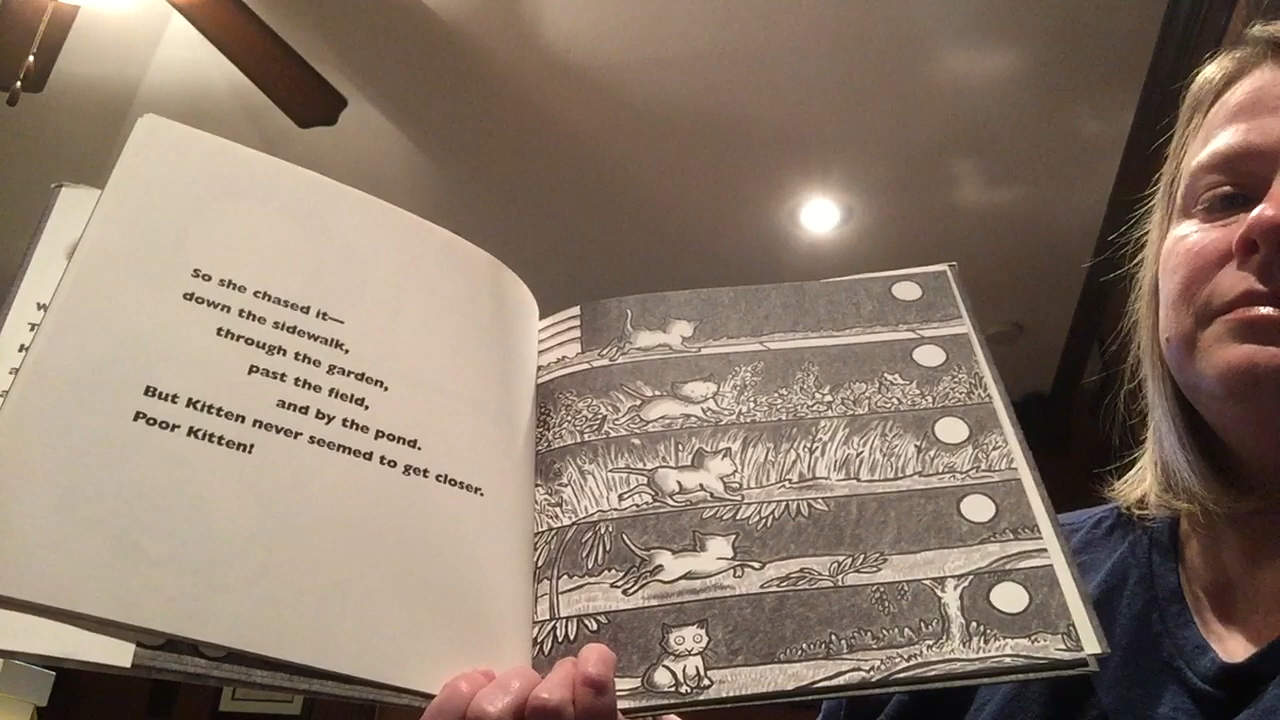 So she chased it—
down the sidewalk,
through the garden,
past the field,
and by the pond.
But Kitten never seemed to get closer.
Poor Kitten!